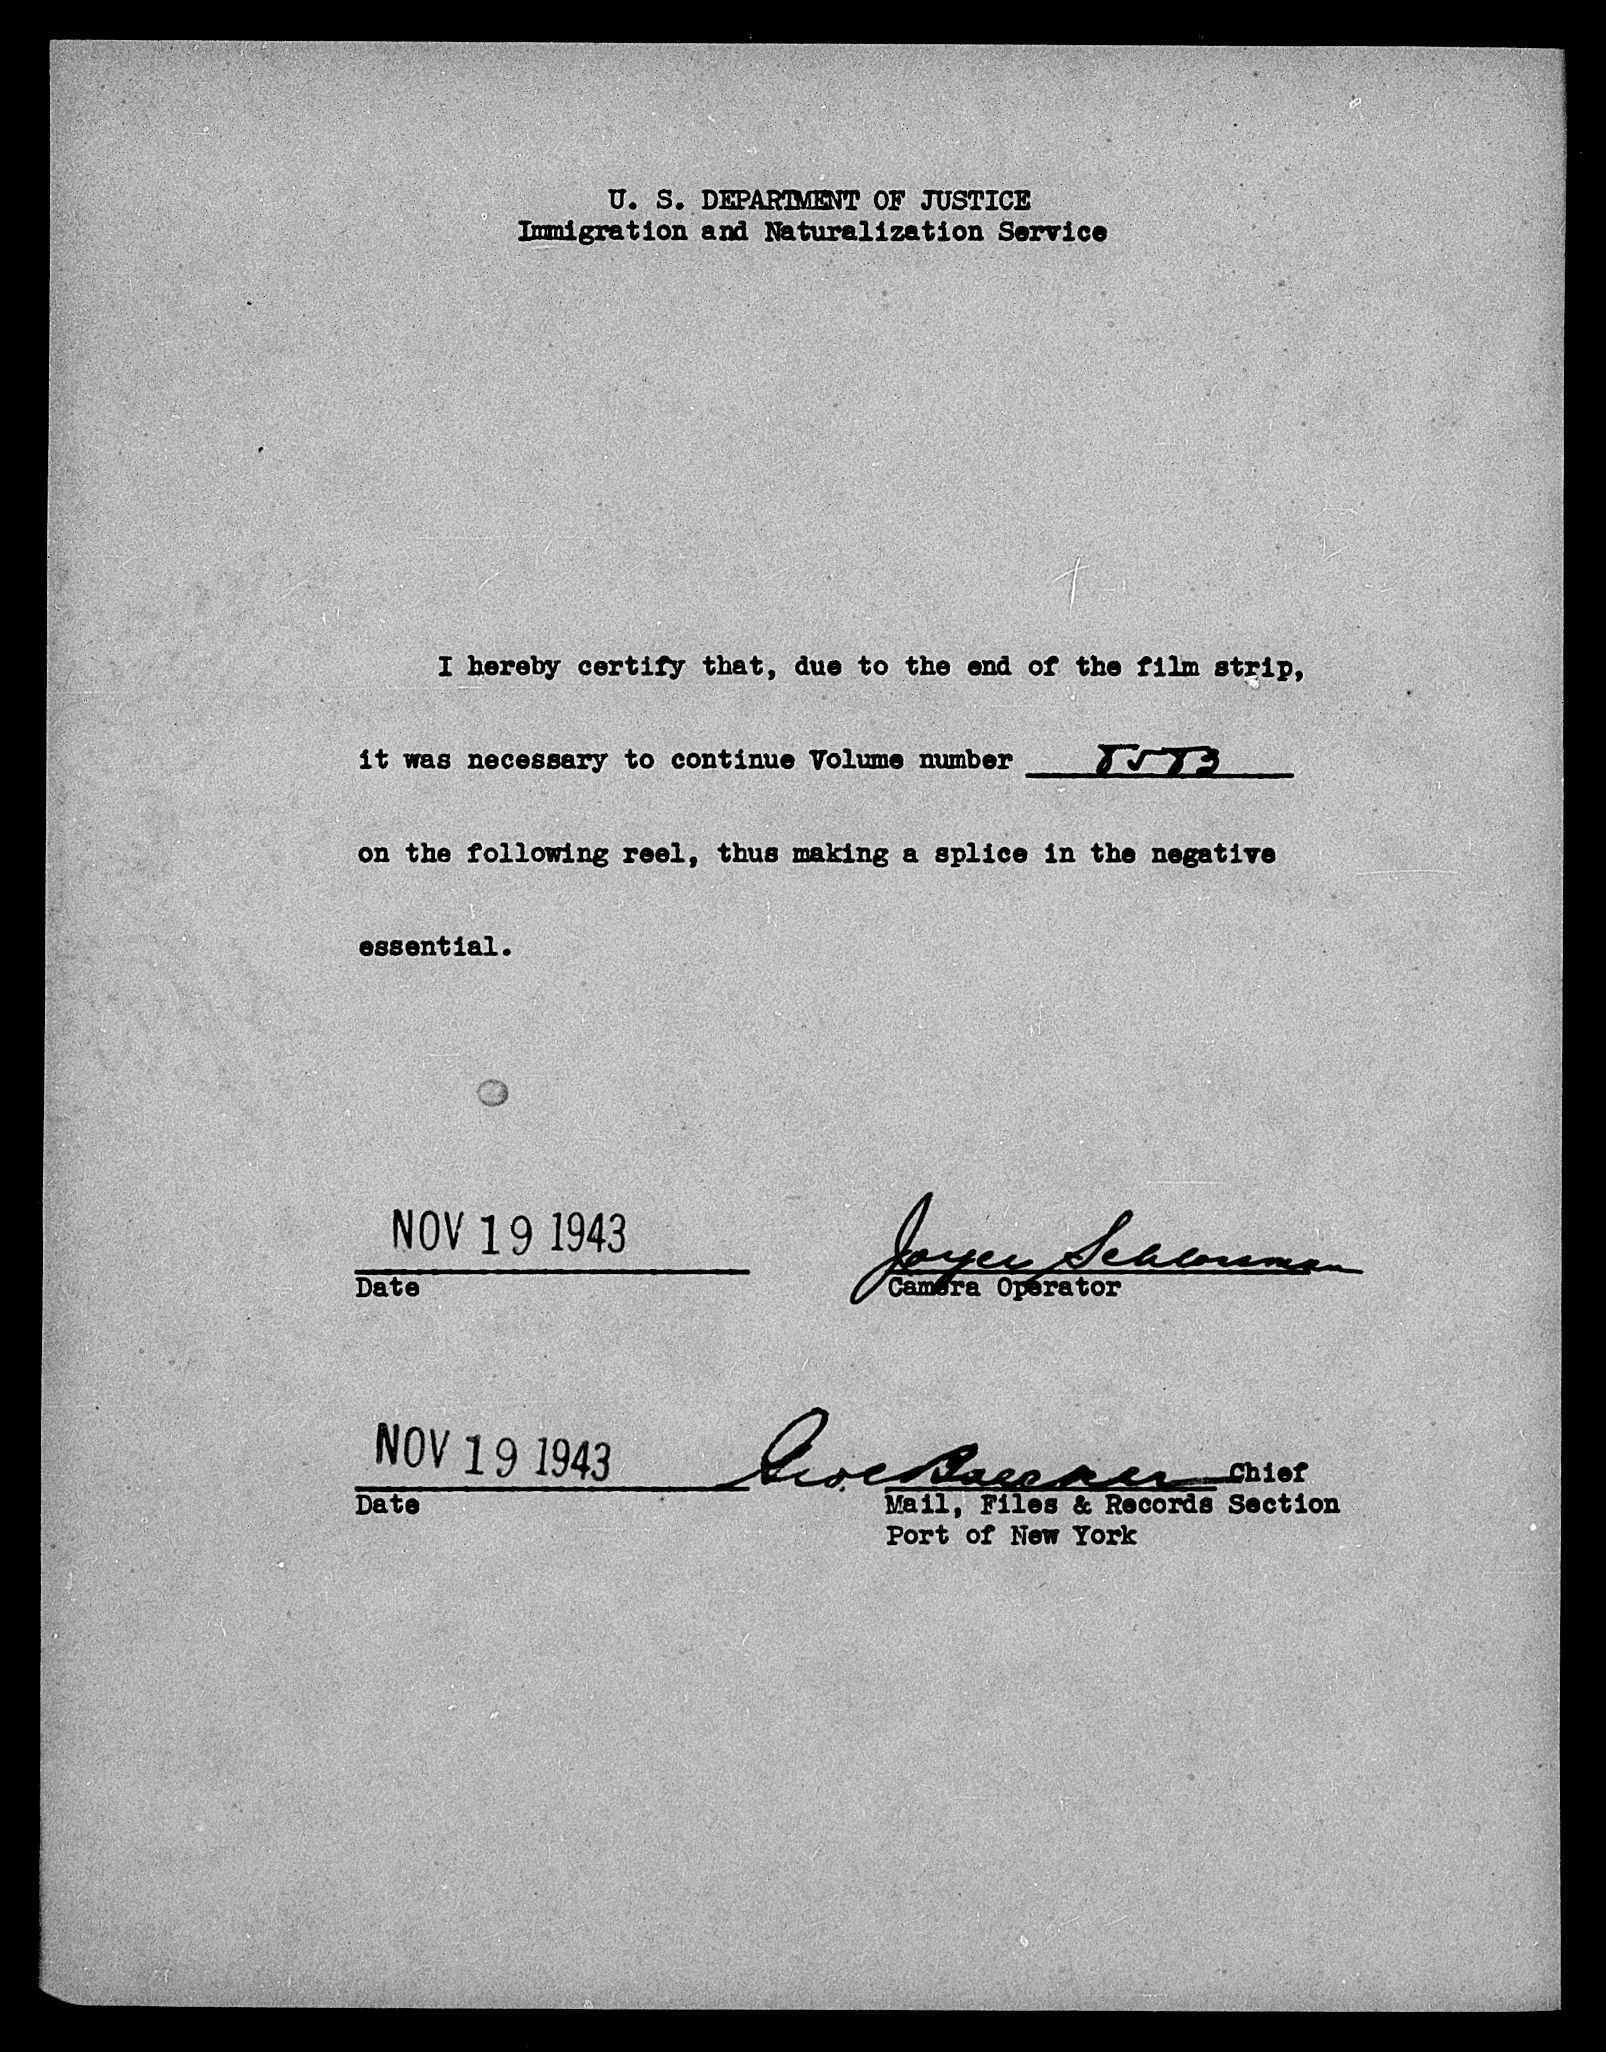 U. S. DEPARTMENT OF JUSTICE
Immigration and Naturalization Service
I hereby certify that, due to the end of the film strip,
it was necessary to continue Volume number 8583
on the following reel, thus making a splice in the negative
essential.
NOV 19 1943
Date
Joyce
Camera Operator
NOV 19 1943
Chief
Date
Mail, Files & Records Section
Port of New York